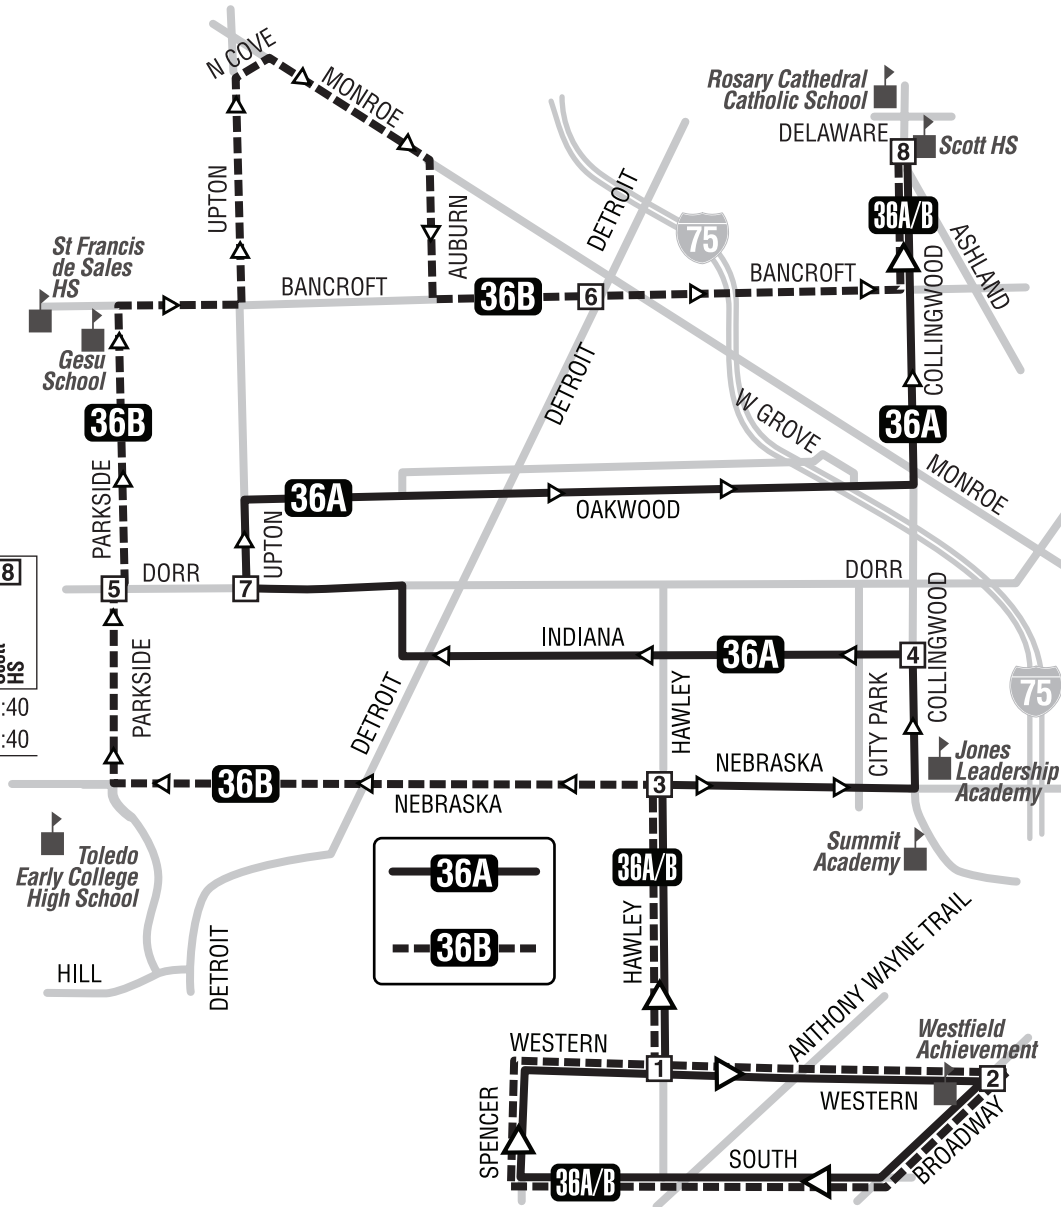 N COVE
MONROE
Rosary Cathedral
Catholic School
DELAWARE
8
Scott HS
UPTON
AUBURN
DETROIT
75
36A/B
ASHLAND
St Francis
de Sales
HS
BANCROFT
36B
6
BANCROFT
COLLINGWOOD
Gesu
School
DETROIT
36B
W GROVE
36A
PARKSIDE
36A
OAKWOOD
MONROE
UPTON
8
HS
:40
:40
5
DORR
7
DORR
COLLINGWOOD
PARKSIDE
INDIANA
36A
4
DETROIT
HAWLEY
CITY PARK
75
36B
NEBRASKA
3
NEBRASKA
Jones
Leadership
Academy
Toledo
Early College
High School
36A
36B
36A/B
Summit
Academy
HAWLEY
HILL
DETROIT
ANTHONY WAYNE TRAIL
WESTERN
1
Westfield
Achievement
2
WESTERN
SPENCER
SOUTH
BROADWAY
36A/B